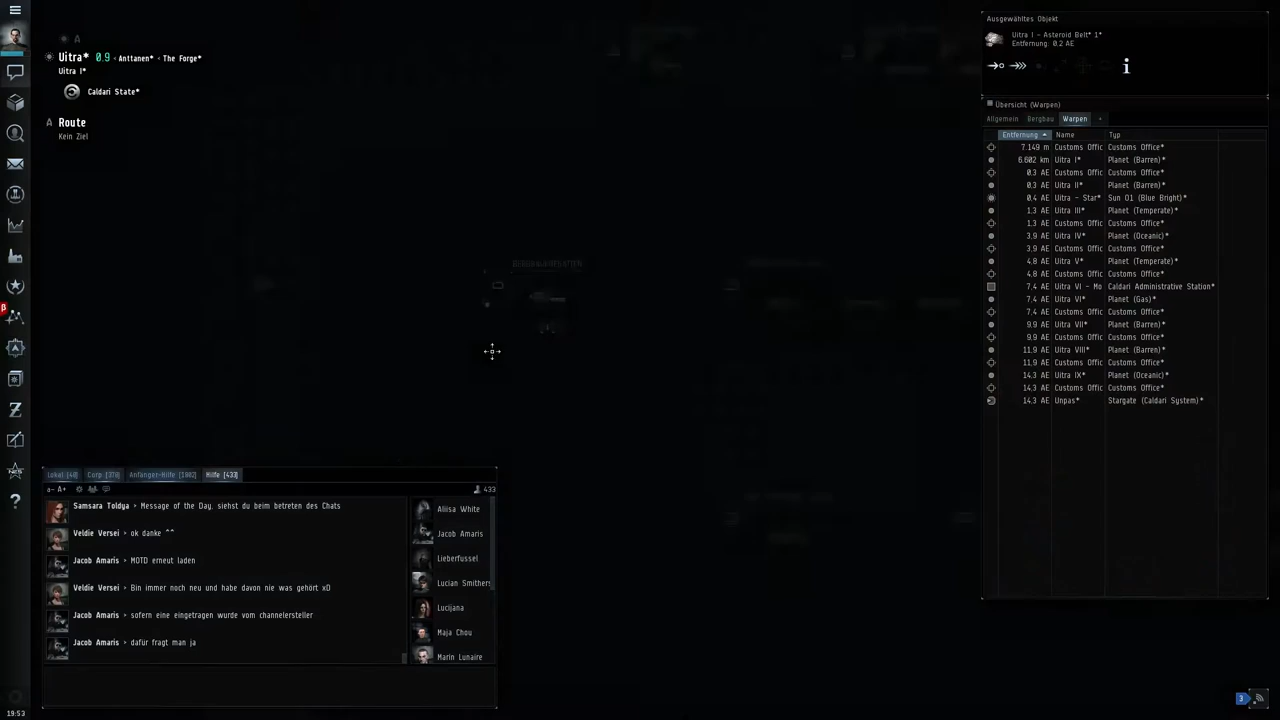 A
Uitra* 0.9 ‹ Anttanen* ‹ The Forge*
Uitra I*
Caldari State*
A Route
Kein Ziel
Ausgewähltes Objekt
Uitra I - Asteroid Belt* 1*
Entfernung: 0.2 AE
Übersicht (Warpen)
Allgemein Bergbau Warpen +
Entfernung Name Typ
7.149 m Customs Offic Customs Office*
6.602 km Uitra I* Planet (Barren)*
0.3 AE Customs Offic Customs Office*
0.3 AE Uitra II* Planet (Barren)*
0.4 AE Uitra - Star* Sun O1 (Blue Bright)*
1.3 AE Uitra III* Planet (Temperate)*
1.3 AE Customs Offic Customs Office*
3.9 AE Uitra IV* Planet (Oceanic)*
3.9 AE Customs Offic Customs Office*
4.8 AE Uitra V* Planet (Temperate)*
4.8 AE Customs Offic Customs Office*
7.4 AE Uitra VI - Mo Caldari Administrative Station*
7.4 AE Uitra VI* Planet (Gas)*
7.4 AE Customs Offic Customs Office*
9.9 AE Uitra VII* Planet (Barren)*
9.9 AE Customs Offic Customs Office*
11.9 AE Uitra VIII* Planet (Barren)*
11.9 AE Customs Offic Customs Office*
14.3 AE Uitra IX* Planet (Oceanic)*
14.3 AE Customs Offic Customs Office*
14.3 AE Unpas* Stargate (Caldari System)*
β
Lokal [40] Corp [370] Anfänger-Hilfe [1802] Hilfe [433]
a- A+ 433
Samsara Toldya > Message of the Day, siehst du beim betreten des Chats
Veldie Versei > ok danke ^^
Jacob Amaris > MOTD erneut laden
Veldie Versei > Bin immer noch neu und habe davon nie was gehört xD
Jacob Amaris > sofern eine eingetragen wurde vom channelersteller
Jacob Amaris > dafür fragt man ja
Aliisa White
Jacob Amaris
Lieberfussel
Lucian Smithers
Lucijana
Maja Chou
Marin Lunaire
3
19:53